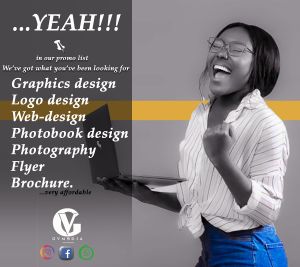 ...YEAH!!!
in our promo list
We've got what you've been looking for
Graphics design
Logo design
Web-design
Photobook design
Photography
Flyer
Brochure.
...very affordable
GVMEDIA